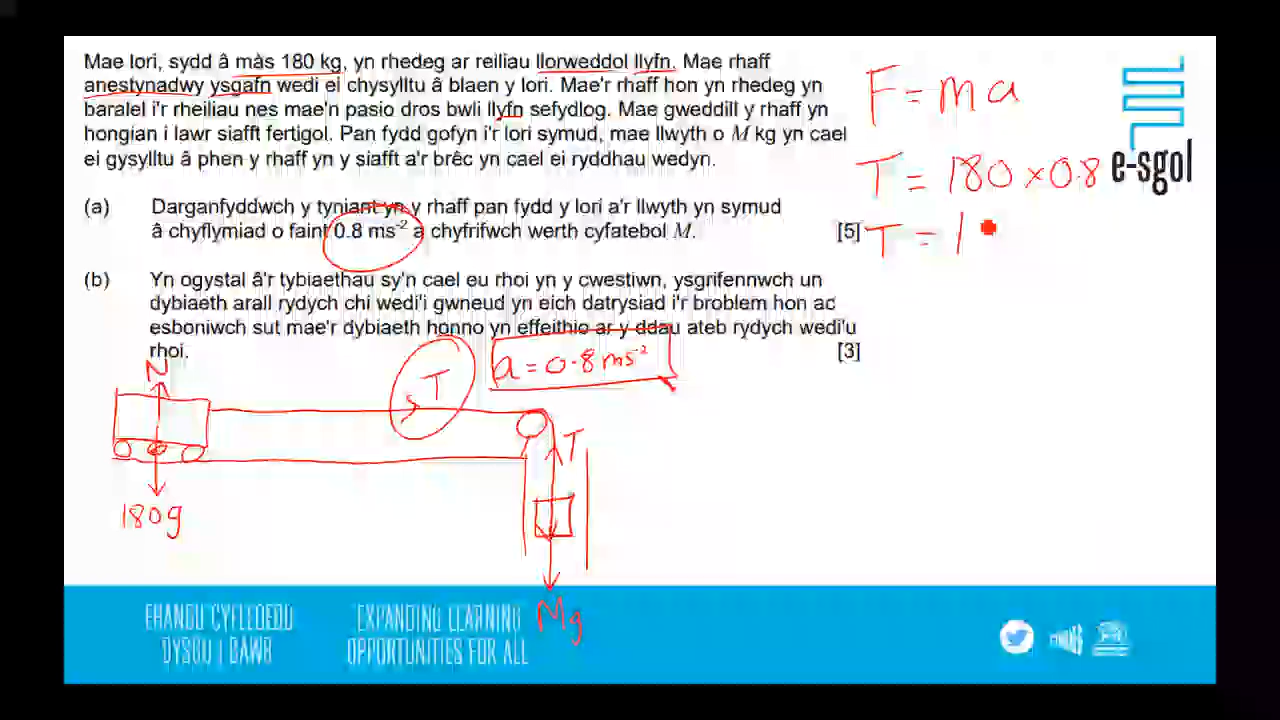 Mae lori, sydd â màs 180 kg, yn rhedeg ar reiliau llorweddol llyfn. Mae rhaff
anestynadwy ysgafn wedi ei chysylltu â blaen y lori. Mae'r rhaff hon yn rhedeg yn
baralel i'r rheiliau nes mae'n pasio dros bwli llyfn sefydlog. Mae gweddill y rhaff yn
hongian i lawr siafft fertigol. Pan fydd gofyn i'r lori symud, mae llwyth o M kg yn cael
ei gysylltu â phen y rhaff yn y siafft a'r brêc yn cael ei ryddhau wedyn.
(a) Darganfyddwch y tyniant yn y rhaff pan fydd y lori a'r llwyth yn symud
â chyflymiad o faint 0.8 ms⁻² a chyfrifwch werth cyfatebol M. [5]
(b) Yn ogystal â'r tybiaethau sy'n cael eu rhoi yn y cwestiwn, ysgrifennwch un
dybiaeth arall rydych chi wedi'i gwneud yn eich datrysiad i'r broblem hon ac
esboniwch sut mae'r dybiaeth honno yn effeithio ar y ddau ateb rydych wedi'u
rhoi. [3]
F = ma
T = 180 × 0.8
T = 1
e-sgol
a = 0.8 ms⁻²
N
T
T
180g
Mg
EHANGU CYFLEOEDD
DYSGU I BAWB
EXPANDING LEARNING
OPPORTUNITIES FOR ALL